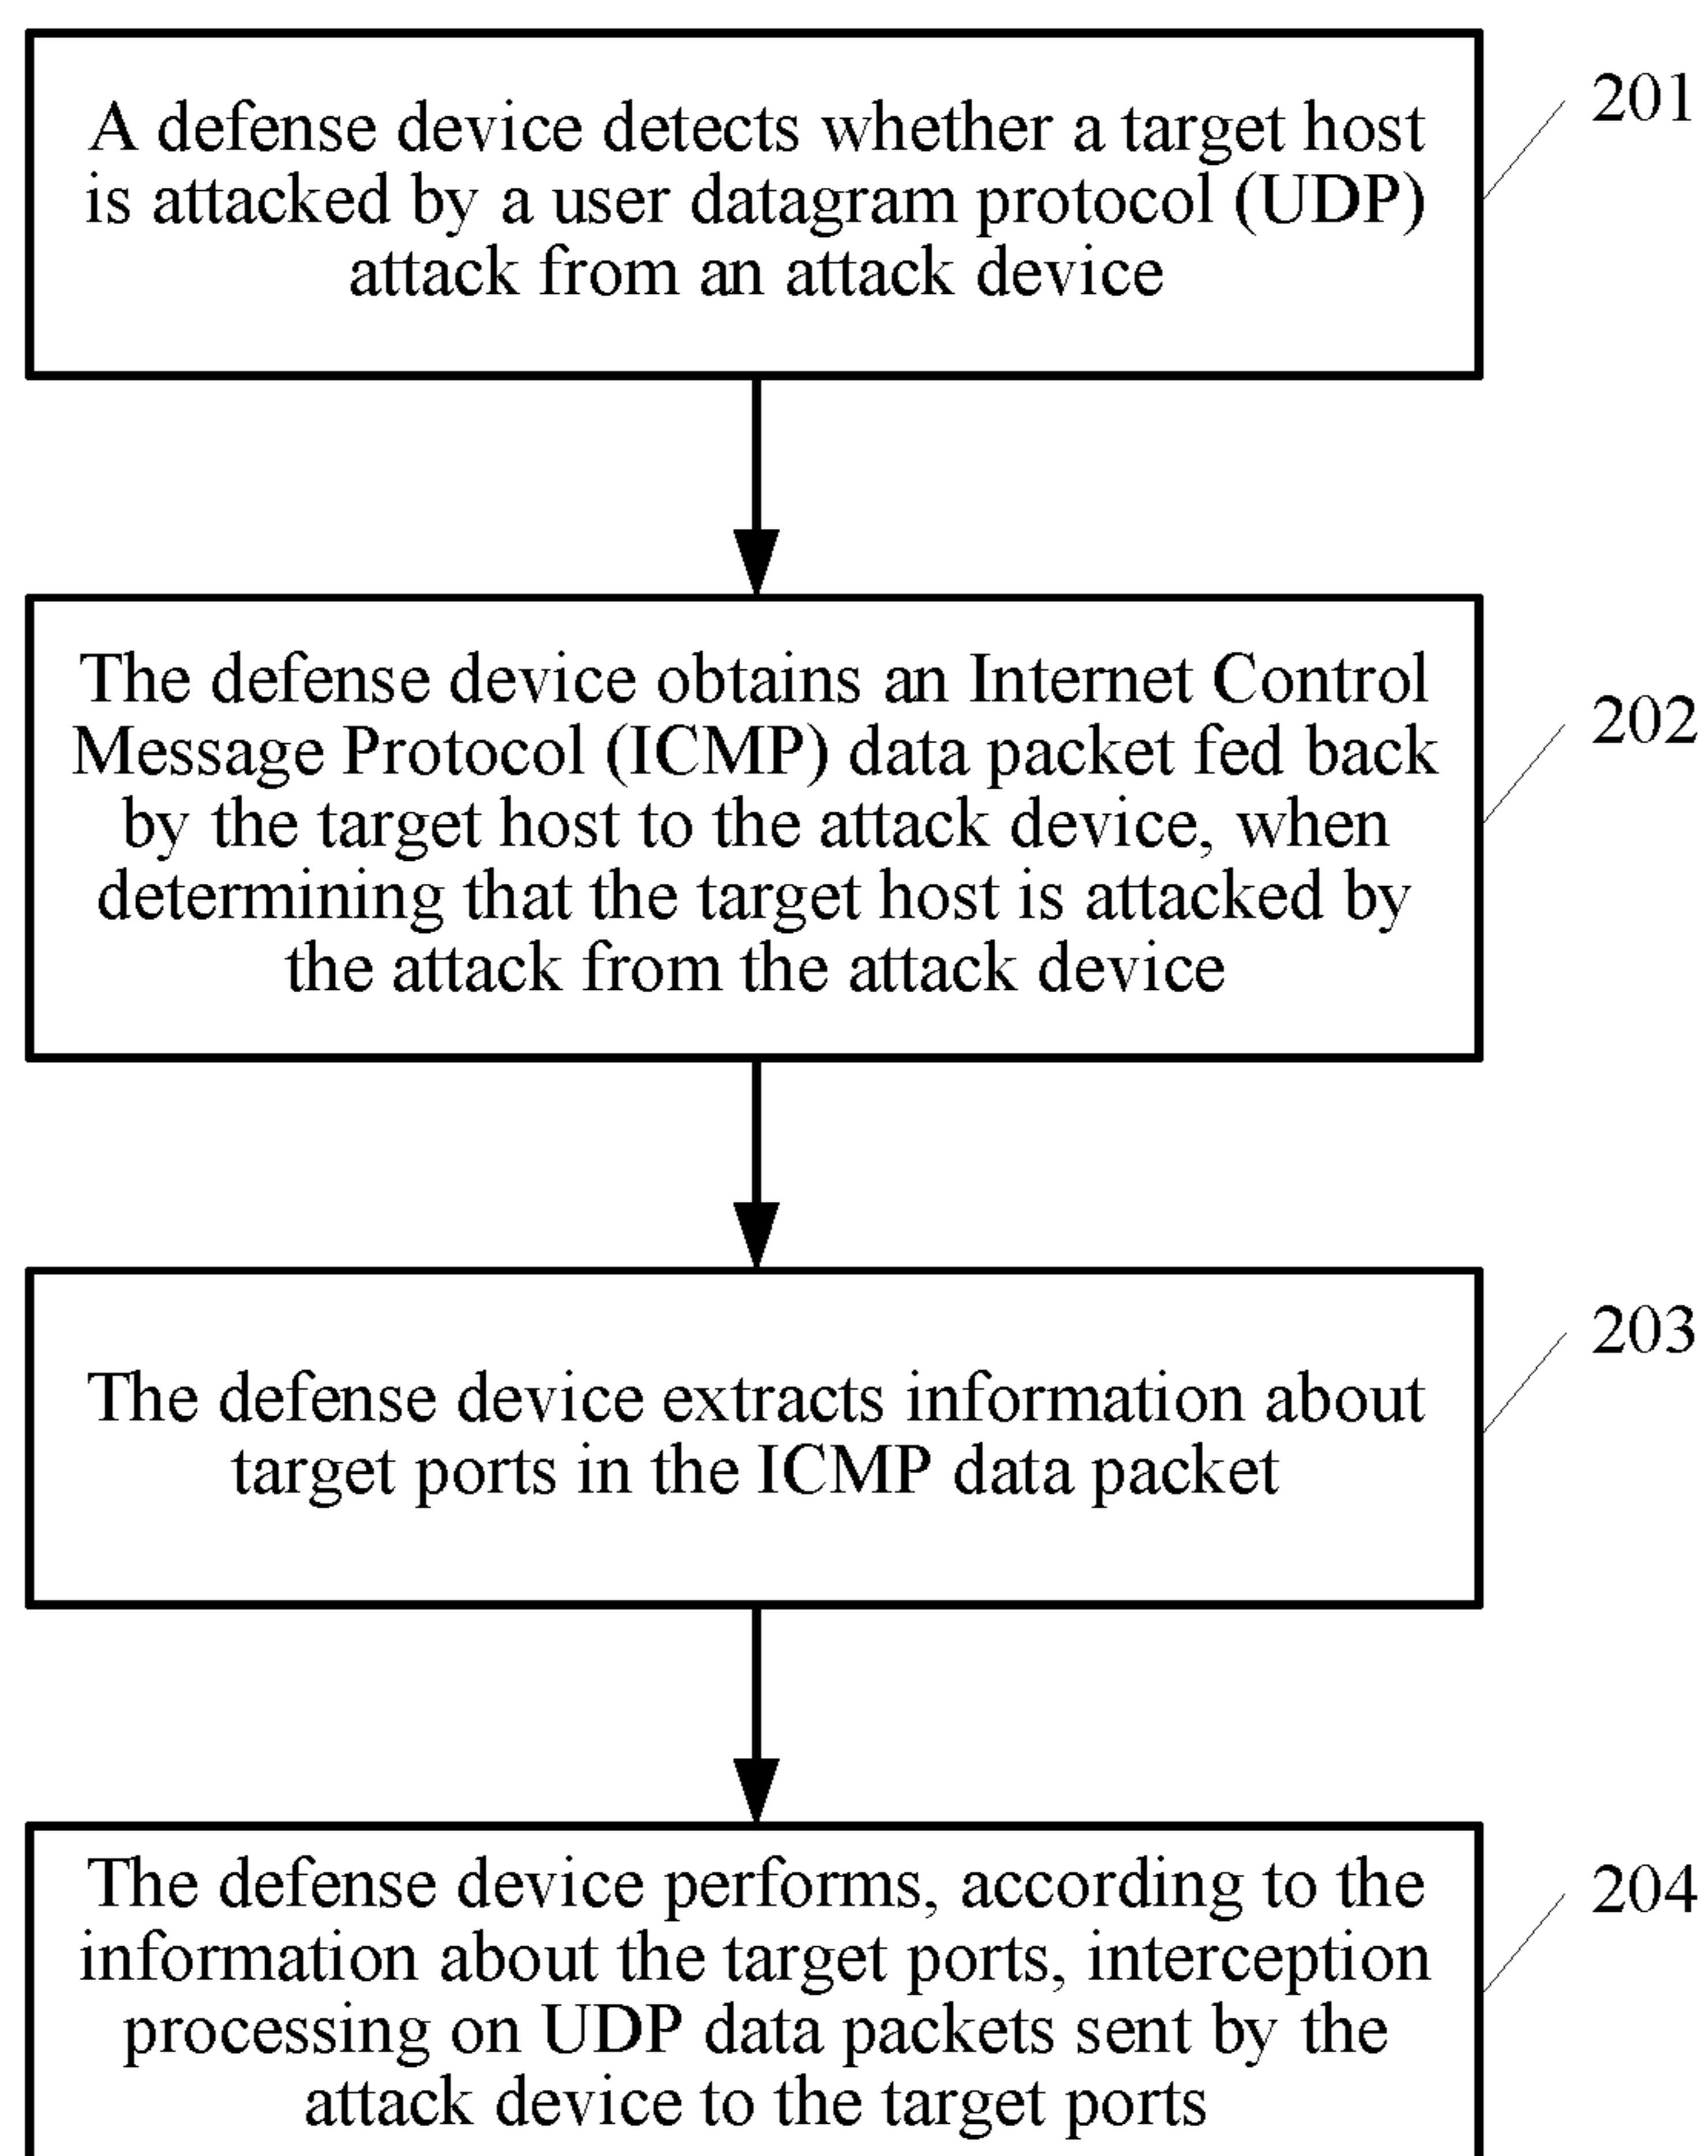 A defense device detects whether a target host
is attacked by a user datagram protocol (UDP)
attack from an attack device
201
The defense device obtains an Internet Control
Message Protocol (ICMP) data packet fed back
by the target host to the attack device, when
determining that the target host is attacked by
the attack from the attack device
202
The defense device extracts information about
target ports in the ICMP data packet
203
The defense device performs, according to the
information about the target ports, interception
processing on UDP data packets sent by the
attack device to the target ports
204